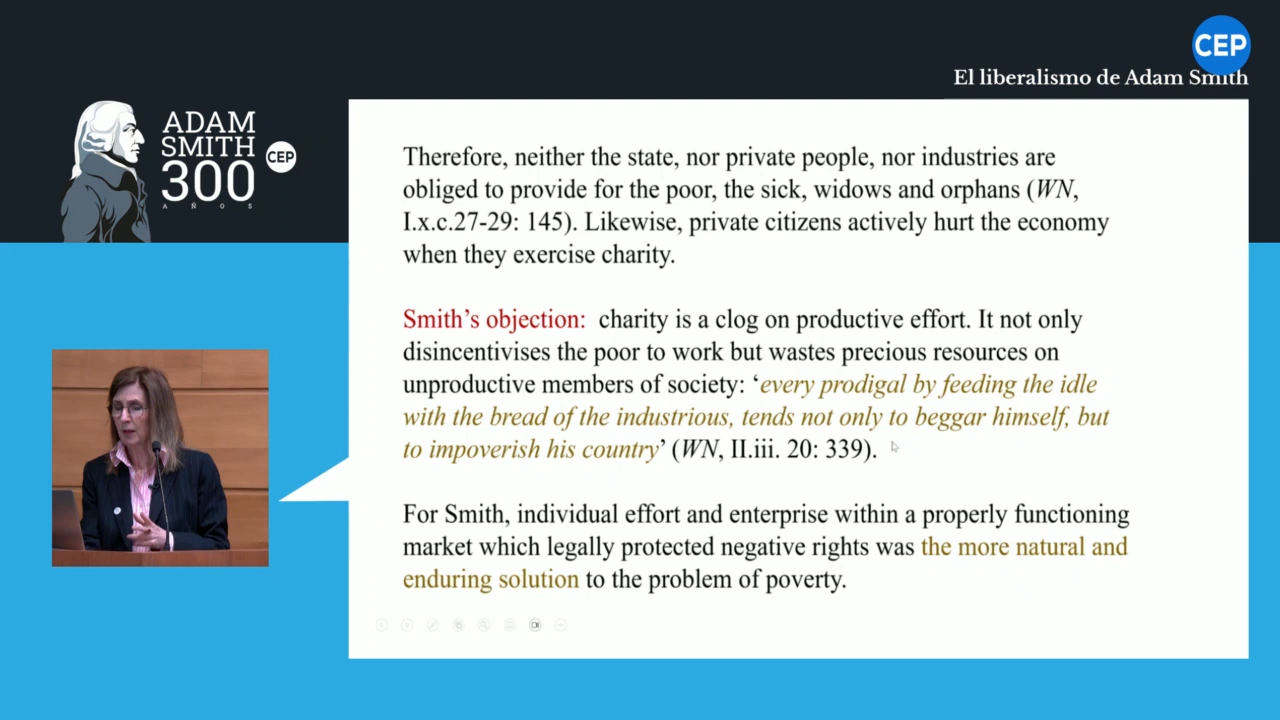 CEP
El liberalismo de Adam Smith
ADAM
SMITH
300
AÑOS
CEP
Therefore, neither the state, nor private people, nor industries are
obliged to provide for the poor, the sick, widows and orphans (WN,
I.x.c.27-29: 145). Likewise, private citizens actively hurt the economy
when they exercise charity.
Smith’s objection: charity is a clog on productive effort. It not only
disincentivises the poor to work but wastes precious resources on
unproductive members of society: ‘every prodigal by feeding the idle
with the bread of the industrious, tends not only to beggar himself, but
to impoverish his country’ (WN, II.iii. 20: 339).
For Smith, individual effort and enterprise within a properly functioning
market which legally protected negative rights was the more natural and
enduring solution to the problem of poverty.